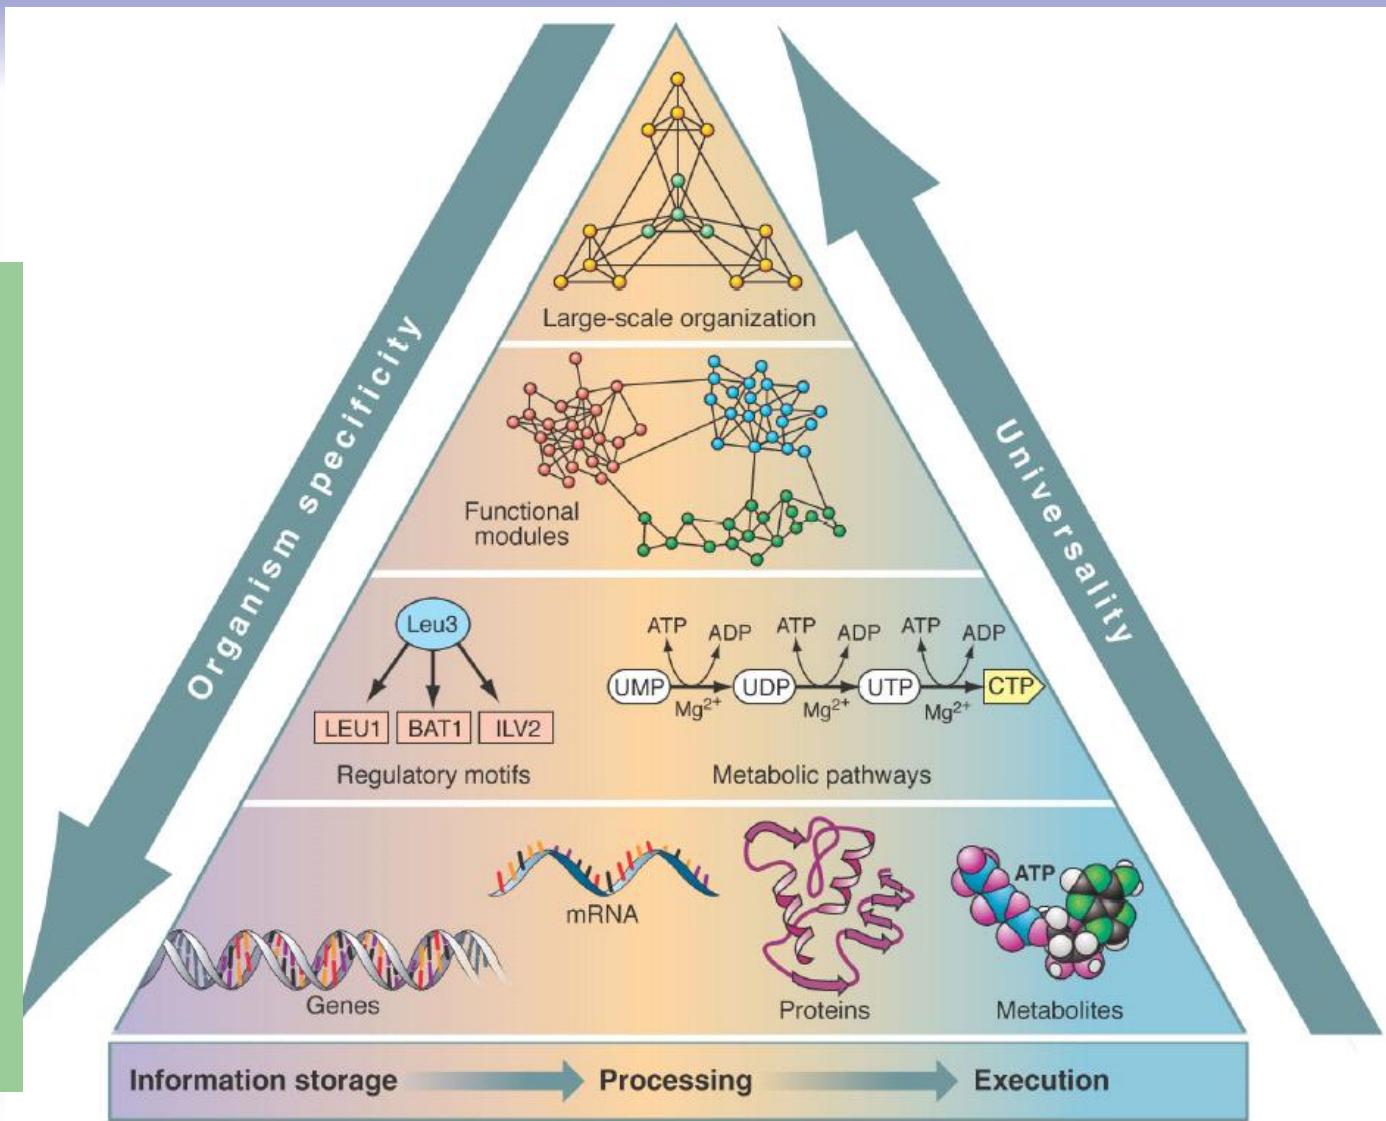 Large-scale organization
Organism specificity
Universality
Functional
modules
Leu3
LEU1 BAT1 ILV2
Regulatory motifs
ATP ADP ATP ADP ATP ADP
UMP UDP UTP CTP
Mg²⁺ Mg²⁺ Mg²⁺
Metabolic pathways
mRNA
Genes
Proteins
ATP
Metabolites
Information storage Processing Execution